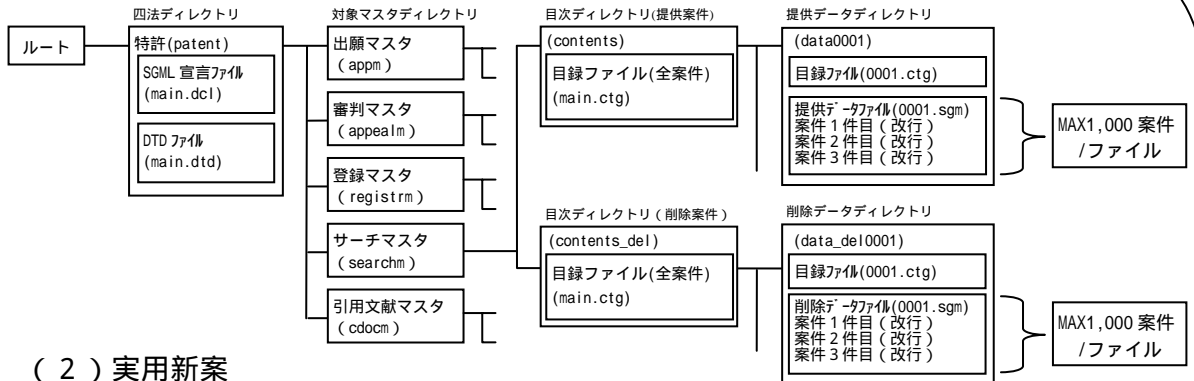 四法ディレクトリ
対象マスタディレクトリ
目次ディレクトリ(提供案件)
提供データディレクトリ
ルート
特許(patent)
SGML 宣言ファイル
(main.dcl)
DTD ファイル
(main.dtd)
出願マスタ
(appm)
審判マスタ
(appealm)
登録マスタ
(registrm)
サーチマスタ
(searchm)
引用文献マスタ
(cdocm)
(contents)
目録ファイル(全案件)
(main.ctg)
(data0001)
目録ファイル(0001.ctg)
提供データファイル(0001.sgm)
案件1件目(改行)
案件2件目(改行)
案件3件目(改行)
MAX1,000 案件
/ファイル
目次ディレクトリ(削除案件)
削除データディレクトリ
(contents_del)
目録ファイル(全案件)
(main.ctg)
(data_del0001)
目録ファイル(0001.ctg)
削除データファイル(0001.sgm)
案件1件目(改行)
案件2件目(改行)
案件3件目(改行)
MAX1,000 案件
/ファイル
(2)実用新案